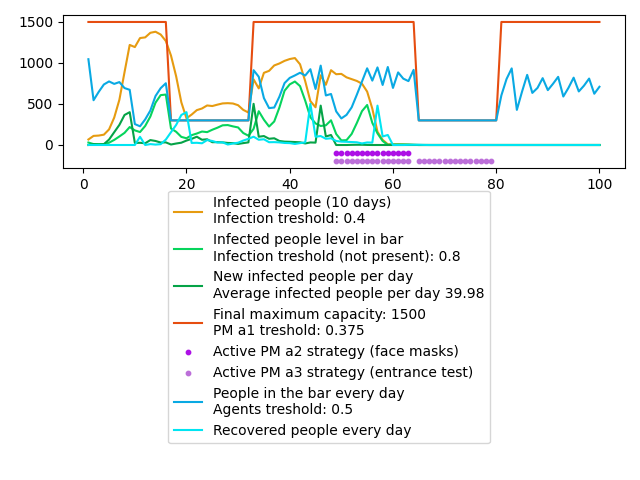 1500
1000
500
0
0 20 40 60 80 100
Infected people (10 days)
Infection treshold: 0.4
Infected people level in bar
Infection treshold (not present): 0.8
New infected people per day
Average infected people per day 39.98
Final maximum capacity: 1500
PM a1 treshold: 0.375
Active PM a2 strategy (face masks)
Active PM a3 strategy (entrance test)
People in the bar every day
Agents treshold: 0.5
Recovered people every day